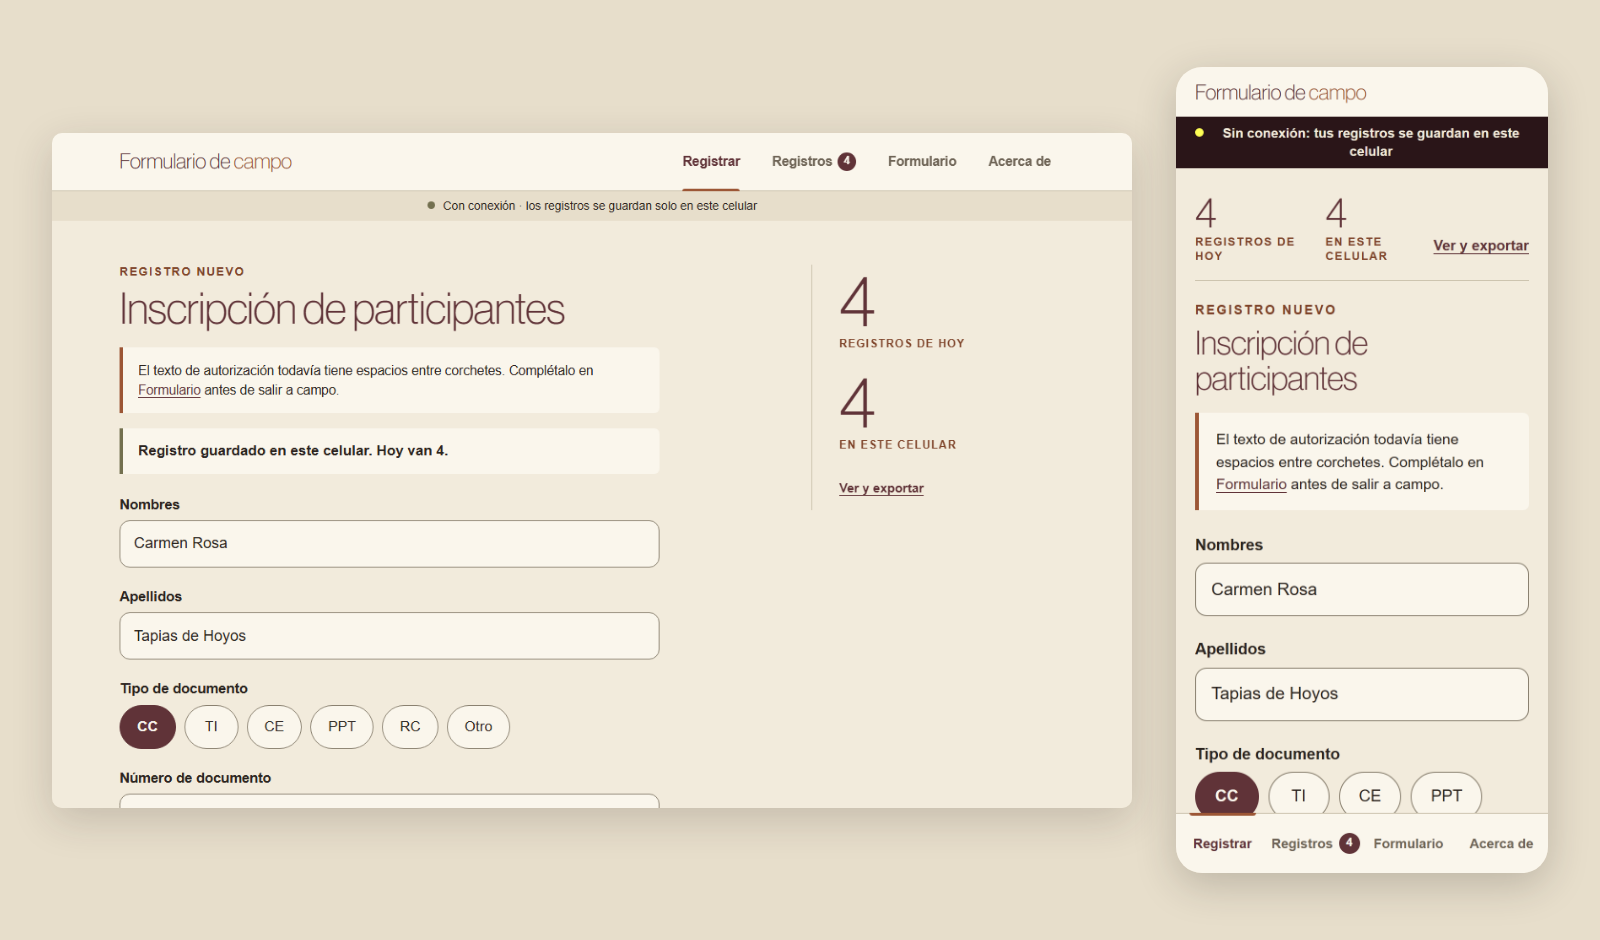 Formulario de campo
Registrar
Registros 4
Formulario
Acerca de
Con conexión · los registros se guardan solo en este celular
REGISTRO NUEVO
Inscripción de participantes
El texto de autorización todavía tiene espacios entre corchetes. Complétalo en
Formulario antes de salir a campo.
Registro guardado en este celular. Hoy van 4.
Nombres
Carmen Rosa
Apellidos
Tapias de Hoyos
Tipo de documento
CC
TI
CE
PPT
RC
Otro
Número de documento
4
REGISTROS DE HOY
4
EN ESTE CELULAR
Ver y exportar
Formulario de campo
Sin conexión: tus registros se guardan en este
celular
4
REGISTROS DE
HOY
4
EN ESTE
CELULAR
Ver y exportar
REGISTRO NUEVO
Inscripción de
participantes
El texto de autorización todavía tiene
espacios entre corchetes. Complétalo en
Formulario antes de salir a campo.
Nombres
Carmen Rosa
Apellidos
Tapias de Hoyos
Tipo de documento
CC
TI
CE
PPT
Registrar
Registros 4
Formulario
Acerca de